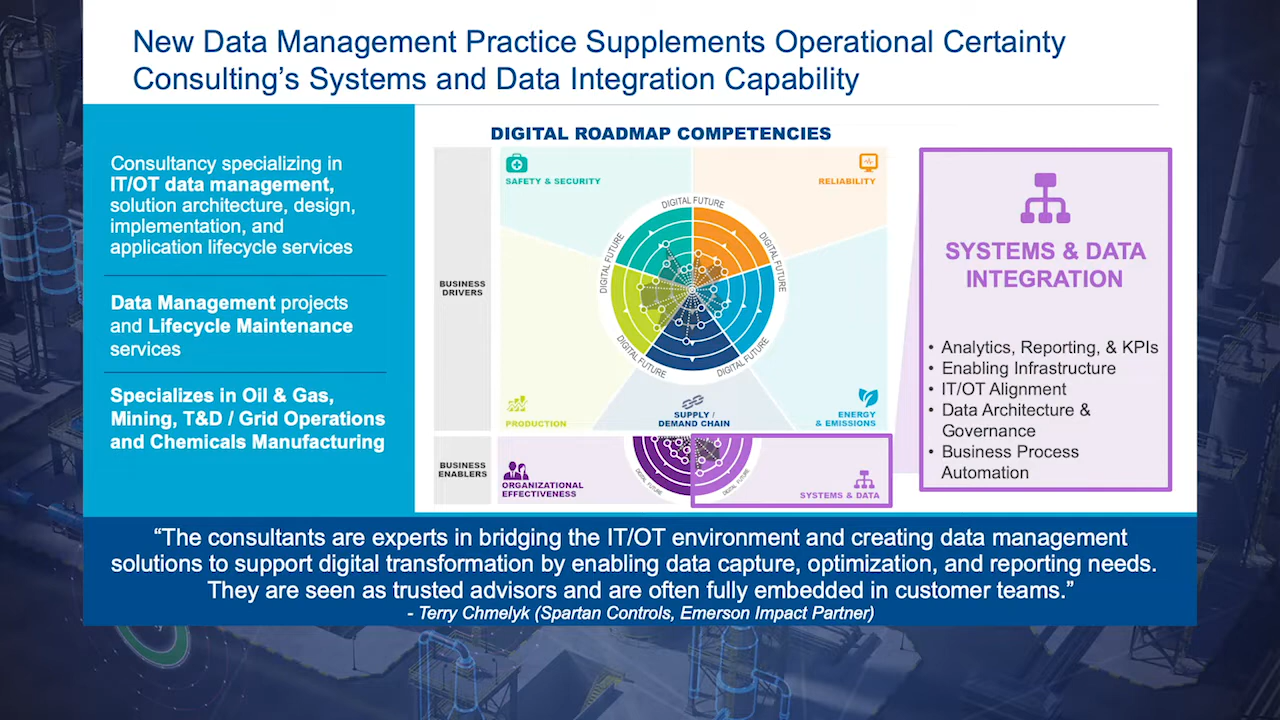 New Data Management Practice Supplements Operational Certainty
Consulting's Systems and Data Integration Capability
Consultancy specializing in
IT/OT data management,
solution architecture, design,
implementation, and
application lifecycle services
Data Management projects
and Lifecycle Maintenance
services
Specializes in Oil & Gas,
Mining, T&D / Grid Operations
and Chemicals Manufacturing
DIGITAL ROADMAP COMPETENCIES
BUSINESS
DRIVERS
SAFETY & SECURITY
RELIABILITY
DIGITAL FUTURE
DIGITAL FUTURE
DIGITAL FUTURE
DIGITAL FUTURE
DIGITAL FUTURE
PRODUCTION
SUPPLY /
DEMAND CHAIN
ENERGY
& EMISSIONS
BUSINESS
ENABLERS
ORGANIZATIONAL
EFFECTIVENESS
DIGITAL FUTURE
DIGITAL FUTURE
SYSTEMS & DATA
SYSTEMS & DATA
INTEGRATION
• Analytics, Reporting, & KPIs
• Enabling Infrastructure
• IT/OT Alignment
• Data Architecture &
Governance
• Business Process
Automation
“The consultants are experts in bridging the IT/OT environment and creating data management
solutions to support digital transformation by enabling data capture, optimization, and reporting needs.
They are seen as trusted advisors and are often fully embedded in customer teams.”
- Terry Chmelyk (Spartan Controls, Emerson Impact Partner)